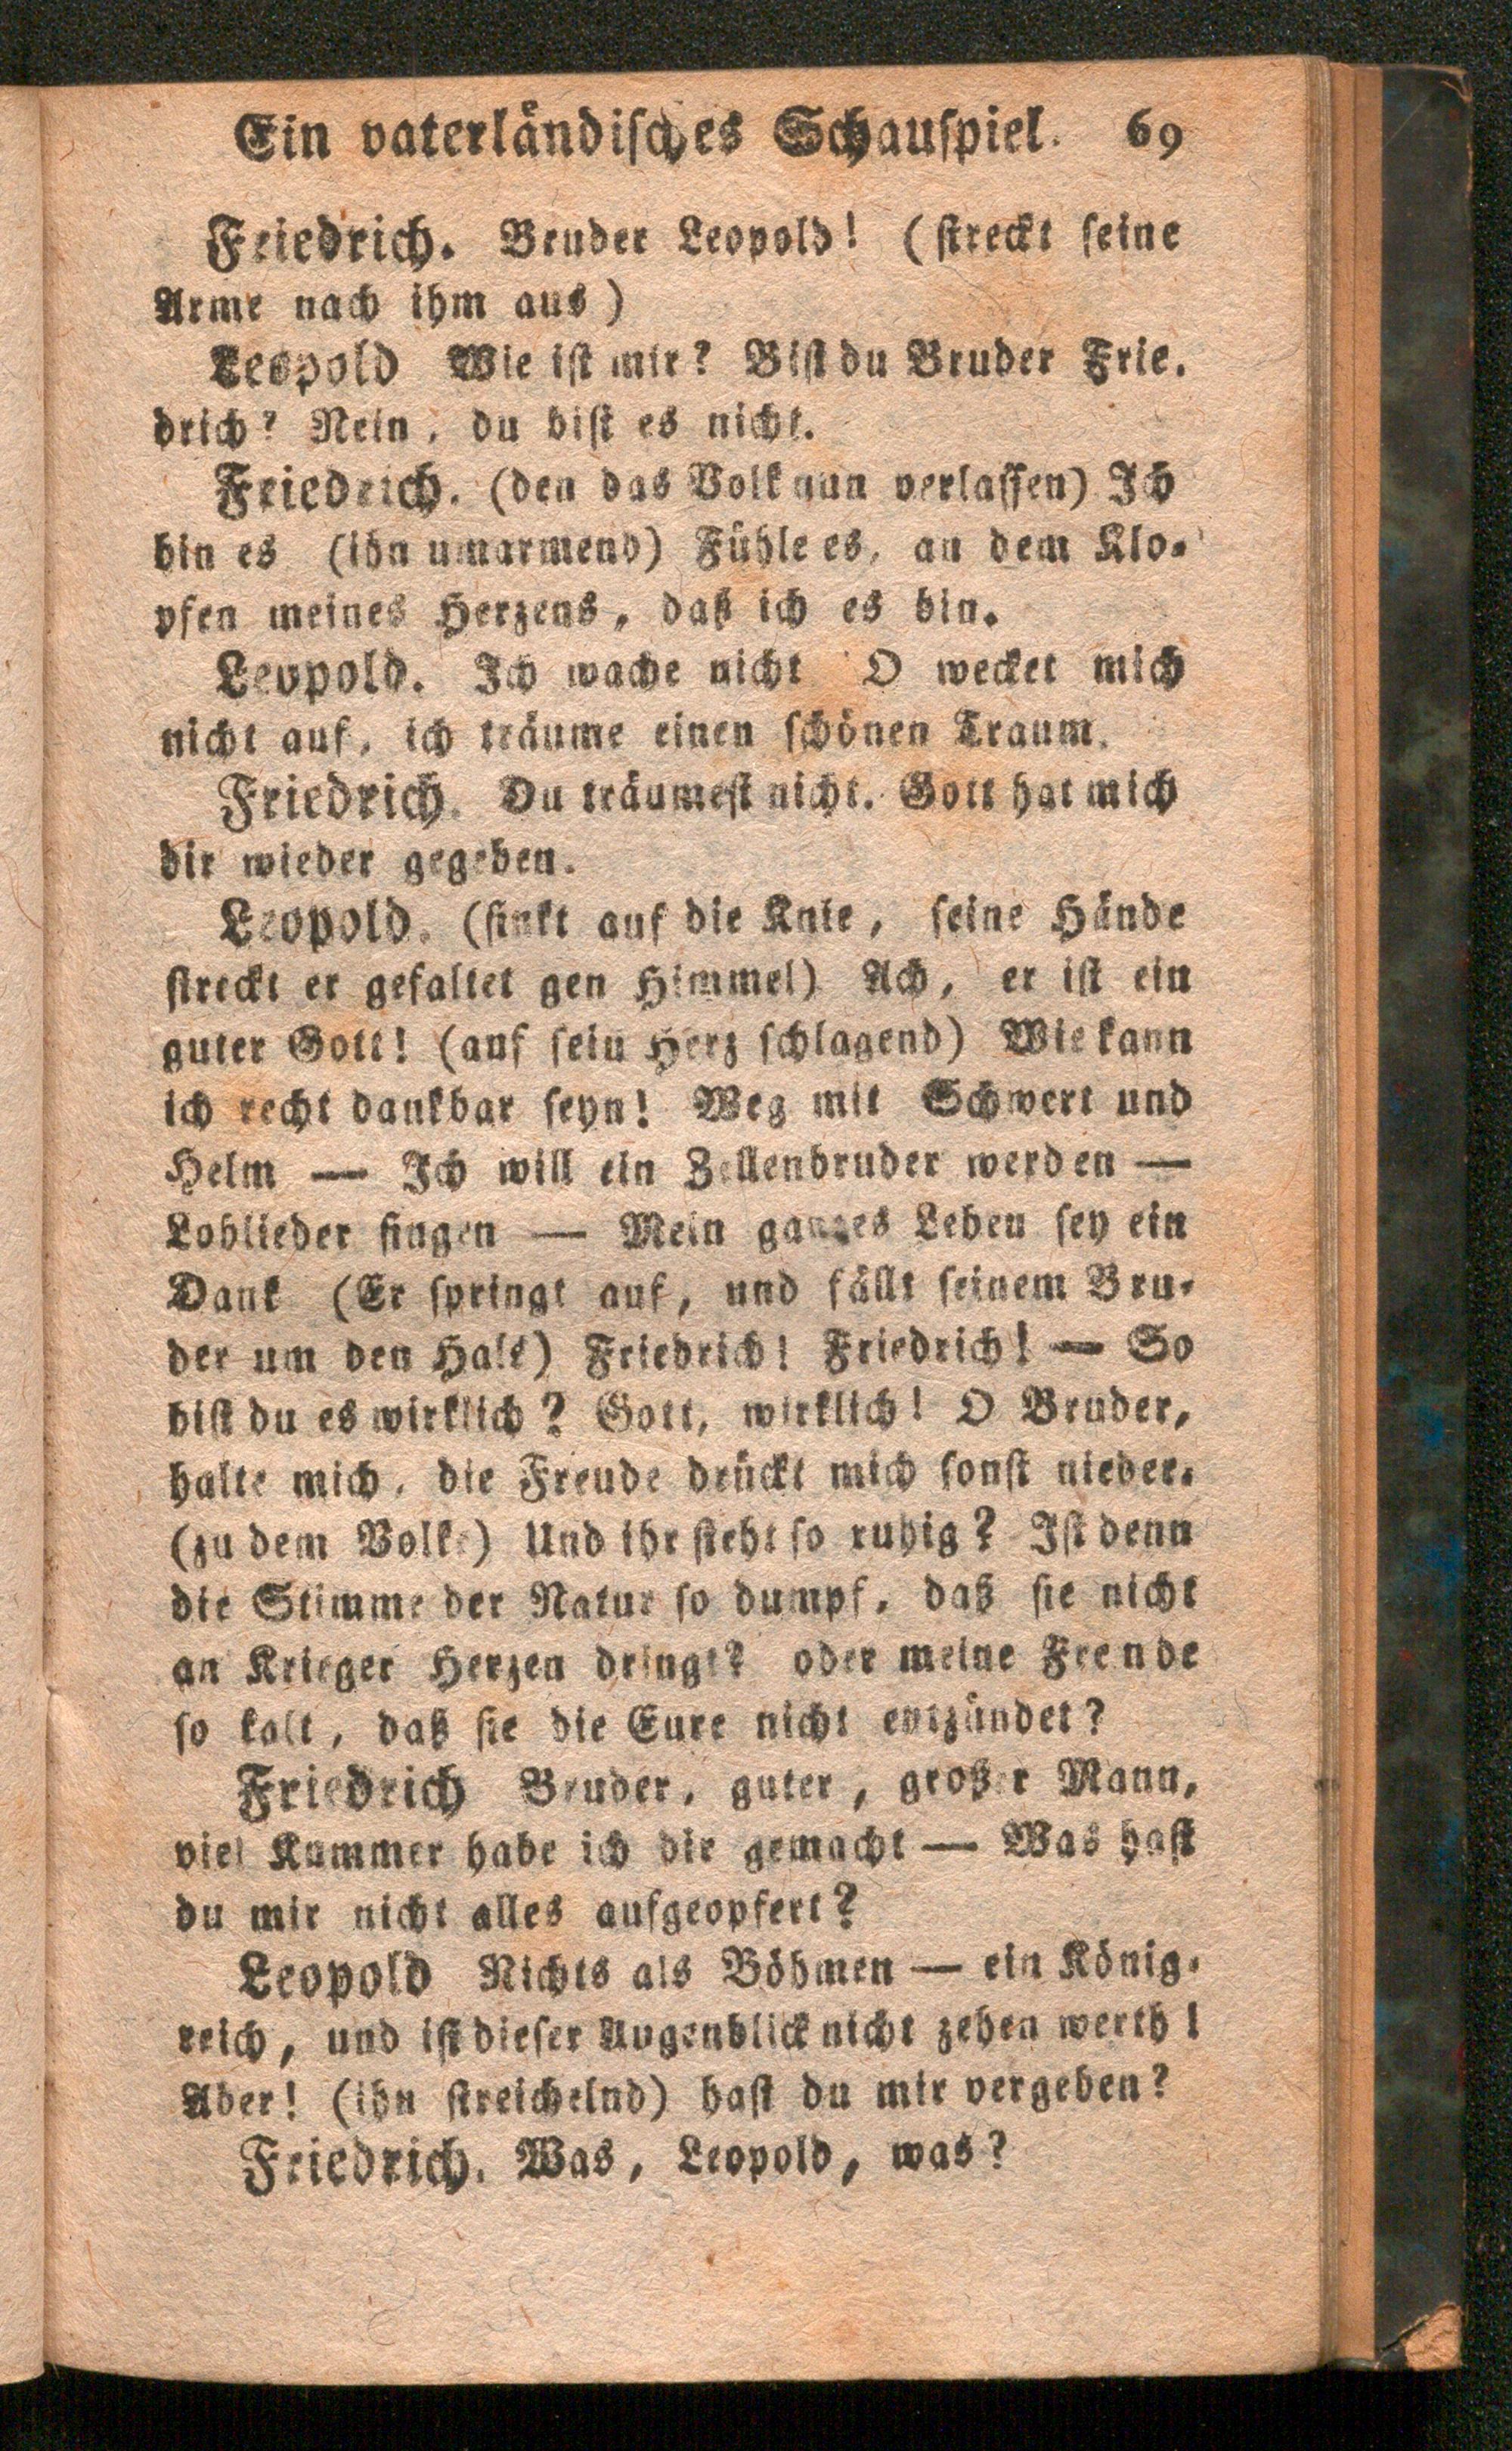 Ein vaterländisches Schauspiel. 69
Friedrich. Bruder Leopold! (streckt seine
Arme nach ihm aus)
Leopold Wie ist mir? Bist du Bruder Frie-
drich? Nein, du bist es nicht.
Friedrich. (den das Volk nun verlassen) Ich
bin es (ihn umarmend) Fühle es, an dem Klo-
pfen meines Herzens, daß ich es bin.
Leopold. Ich wache nicht O wecket mich
nicht auf, ich träume einen schönen Traum.
Friedrich. Du träumest nicht. Gott hat mich
dir wieder gegeben.
Leopold. (sinkt auf die Knie, seine Hände
streckt er gefaltet gen Himmel) Ach, er ist ein
guter Gott! (auf sein Herz schlagend) Wie kann
ich recht dankbar seyn! Weg mit Schwert und
Helm — Ich will ein Zellenbruder werden —
Loblieder singen — Mein ganzes Leben sey ein
Dank (Er springt auf, und fällt seinem Bru-
der um den Hals) Friedrich! Friedrich! — So
bist du es wirklich? Gott, wirklich! O Bruder,
halte mich, die Freude drückt mich sonst nieder.
(zu dem Volke) Und ihr steht so ruhig? Ist denn
die Stimme der Natur so dumpf, daß sie nicht
an Krieger Herzen dringt? oder meine Freude
so kalt, daß sie die Eure nicht entzündet?
Friedrich Bruder, guter, großer Mann,
viel Kummer habe ich dir gemacht — Was hast
du mir nicht alles aufgeopfert?
Leopold Nichts als Böhmen — ein König-
reich, und ist dieser Augenblick nicht zehen werth!
Aber! (ihn streichelnd) hast du mir vergeben?
Friedrich. Was, Leopold, was?